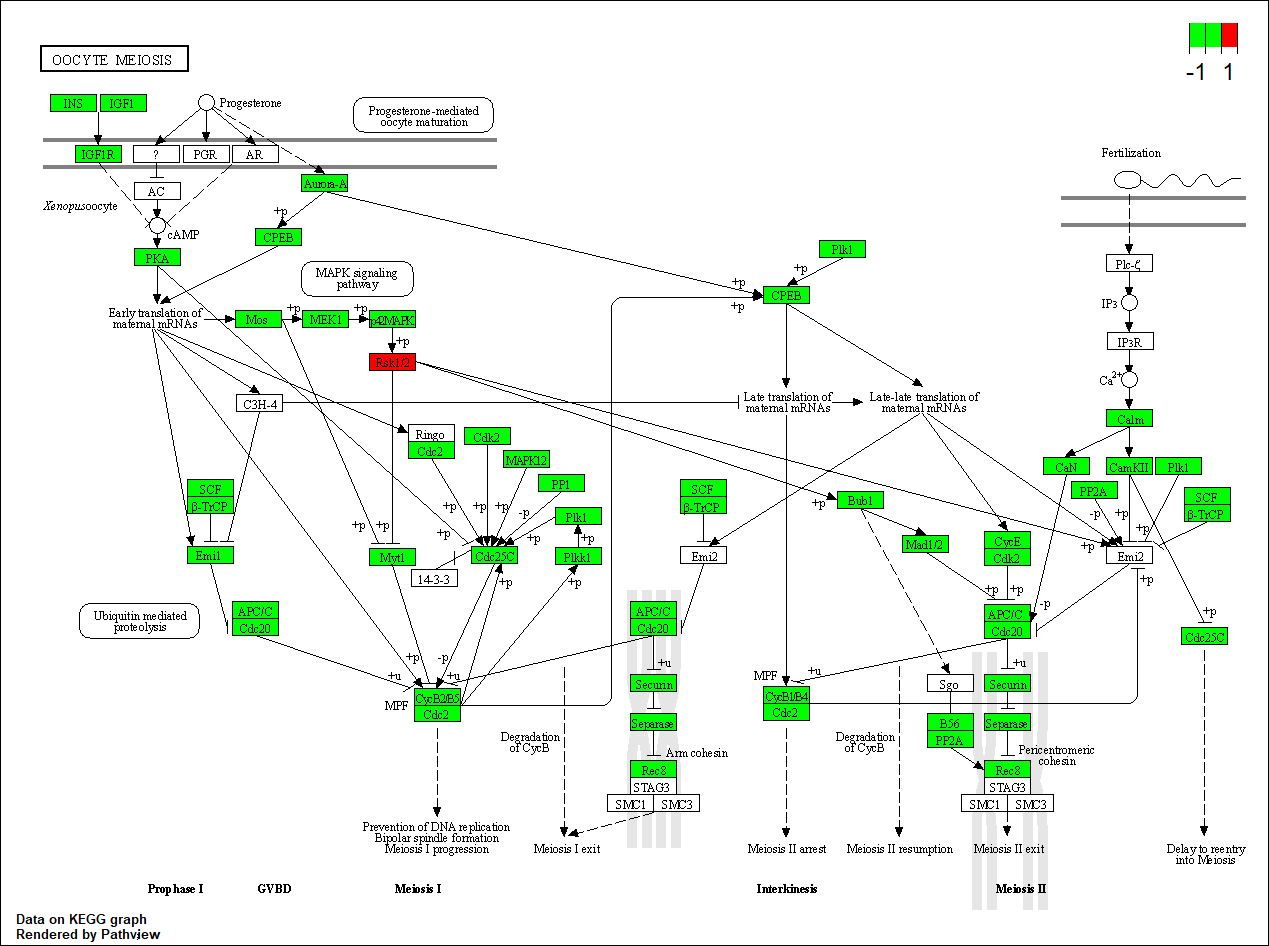 -1 1
OOCYTE MEIOSIS
INS IGF1
Progesterone
Progesterone-mediated
oocyte maturation
IGF1R ? PGR AR
Fertilization
Aurora-A
AC
Xenopus oocyte
+p
cAMP
CPEB
PKA
Plk1
+p
Plc-ζ
MAPK signaling
pathway
+p
CPEB
+p
IP3
Early translation of
maternal mRNAs
Mos +p MEK1 +p p42MAPK
+p
IP3R
Rsk1/2
Ca2+
C3H-4
Late translation of
maternal mRNAs
Late-late translation of
maternal mRNAs
Calm
Ringo
Cdc2
Cdk2
MAPK12
PP1
CaN CamKII Plk1
SCF
β-TrCP
SCF
β-TrCP
PP2A
SCF
β-TrCP
+p +p +p -p
Plk1
+p Bub1
-p +p +p
+p +p +p +p +p
Emi1
Myt1
Cdc25C
Plkk1
Emi2
Mad1/2
CycE
Cdk2
+p Emi2
14-3-3
+p +p
+p +p
+p
Ubiquitin mediated
proteolysis
APC/C
Cdc20
APC/C
Cdc20
APC/C
Cdc20
-p
+p
Cdc25C
+p -p
+u +u
+u
+u
+u
MPF
CycB2/B5
Cdc2
Securin
MPF
CycB1/B4
Cdc2
Sgo
Securin
Separase
B56
PP2A
Separase
Degradation
of CycB
Arm cohesin
Degradation
of CycB
Pericentromeric
cohesin
Rec8
STAG3
SMC1 SMC3
Rec8
STAG3
SMC1 SMC3
Prevention of DNA replication
Bipolar spindle formation
Meiosis I progression
Meiosis I exit
Meiosis II arrest
Meiosis II resumption
Meiosis II exit
Delay to reentry
into Meiosis
Prophase I GVBD Meiosis I Interkinesis Meiosis II
Data on KEGG graph
Rendered by Pathview